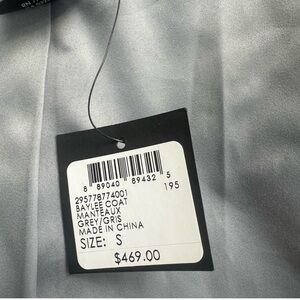 8 89040 89432 5
195
295778774001
BAYLEE COAT
MANTEAUX
GREY/GRIS
MADE IN CHINA
SIZE: S
$469.00